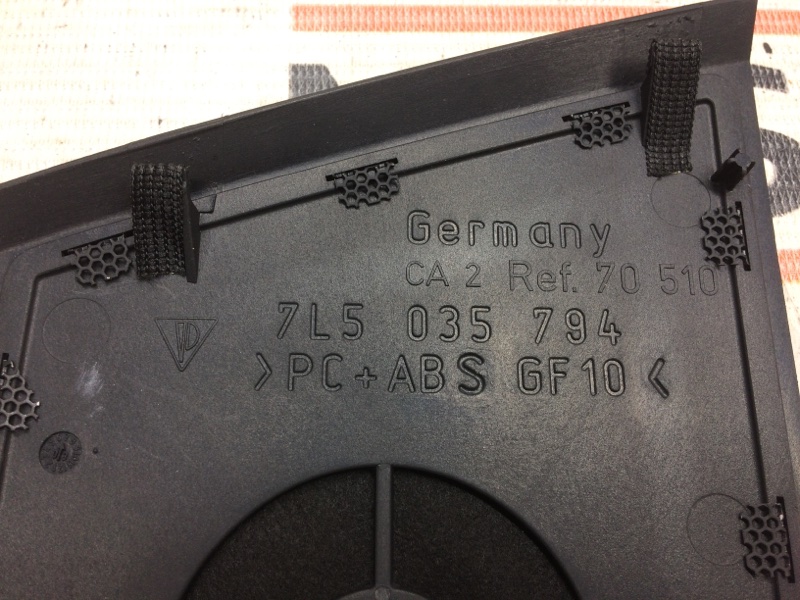 Germany
CA 2 Ref. 70 510
7L5 035 794
>PC+ABS GF10<